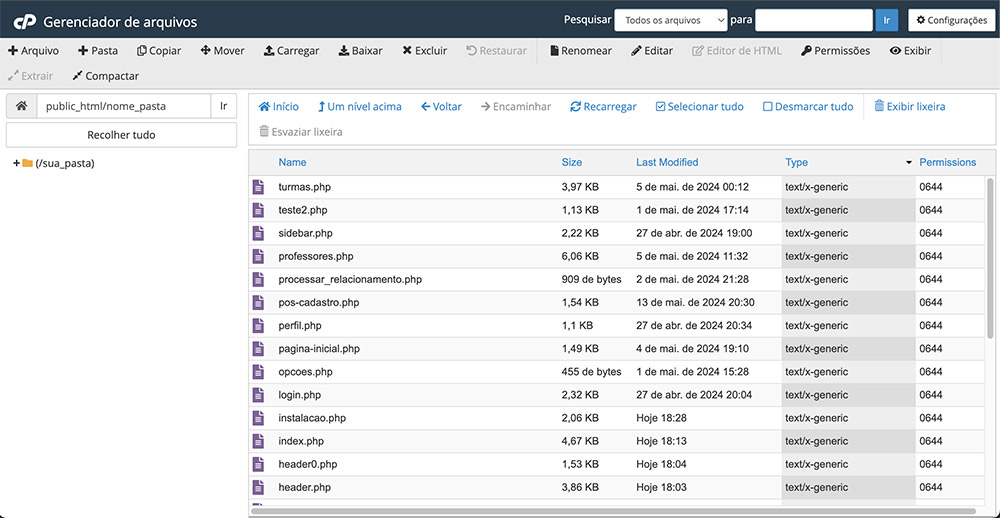 cP Gerenciador de arquivos Pesquisar Todos os arquivos para Ir Configurações
Arquivo Pasta Copiar Mover Carregar Baixar Excluir Restaurar Renomear Editar Editor de HTML Permissões Exibir
Extrair Compactar
public_html/nome_pasta Ir
Recolher tudo
(/sua_pasta)
Início Um nível acima Voltar Encaminhar Recarregar Selecionar tudo Desmarcar tudo Exibir lixeira
Esvaziar lixeira
Name Size Last Modified Type Permissions
turmas.php 3,97 KB 5 de mai. de 2024 00:12 text/x-generic 0644
teste2.php 1,13 KB 1 de mai. de 2024 17:14 text/x-generic 0644
sidebar.php 2,22 KB 27 de abr. de 2024 19:00 text/x-generic 0644
professores.php 6,06 KB 5 de mai. de 2024 11:32 text/x-generic 0644
processar_relacionamento.php 909 de bytes 2 de mai. de 2024 21:28 text/x-generic 0644
pos-cadastro.php 1,54 KB 13 de mai. de 2024 20:30 text/x-generic 0644
perfil.php 1,1 KB 27 de abr. de 2024 20:34 text/x-generic 0644
pagina-inicial.php 1,49 KB 4 de mai. de 2024 19:10 text/x-generic 0644
opcoes.php 455 de bytes 1 de mai. de 2024 15:28 text/x-generic 0644
login.php 2,32 KB 27 de abr. de 2024 20:04 text/x-generic 0644
instalacao.php 2,06 KB Hoje 18:28 text/x-generic 0644
index.php 4,67 KB Hoje 18:13 text/x-generic 0644
header0.php 1,53 KB Hoje 18:04 text/x-generic 0644
header.php 3,86 KB Hoje 18:03 text/x-generic 0644